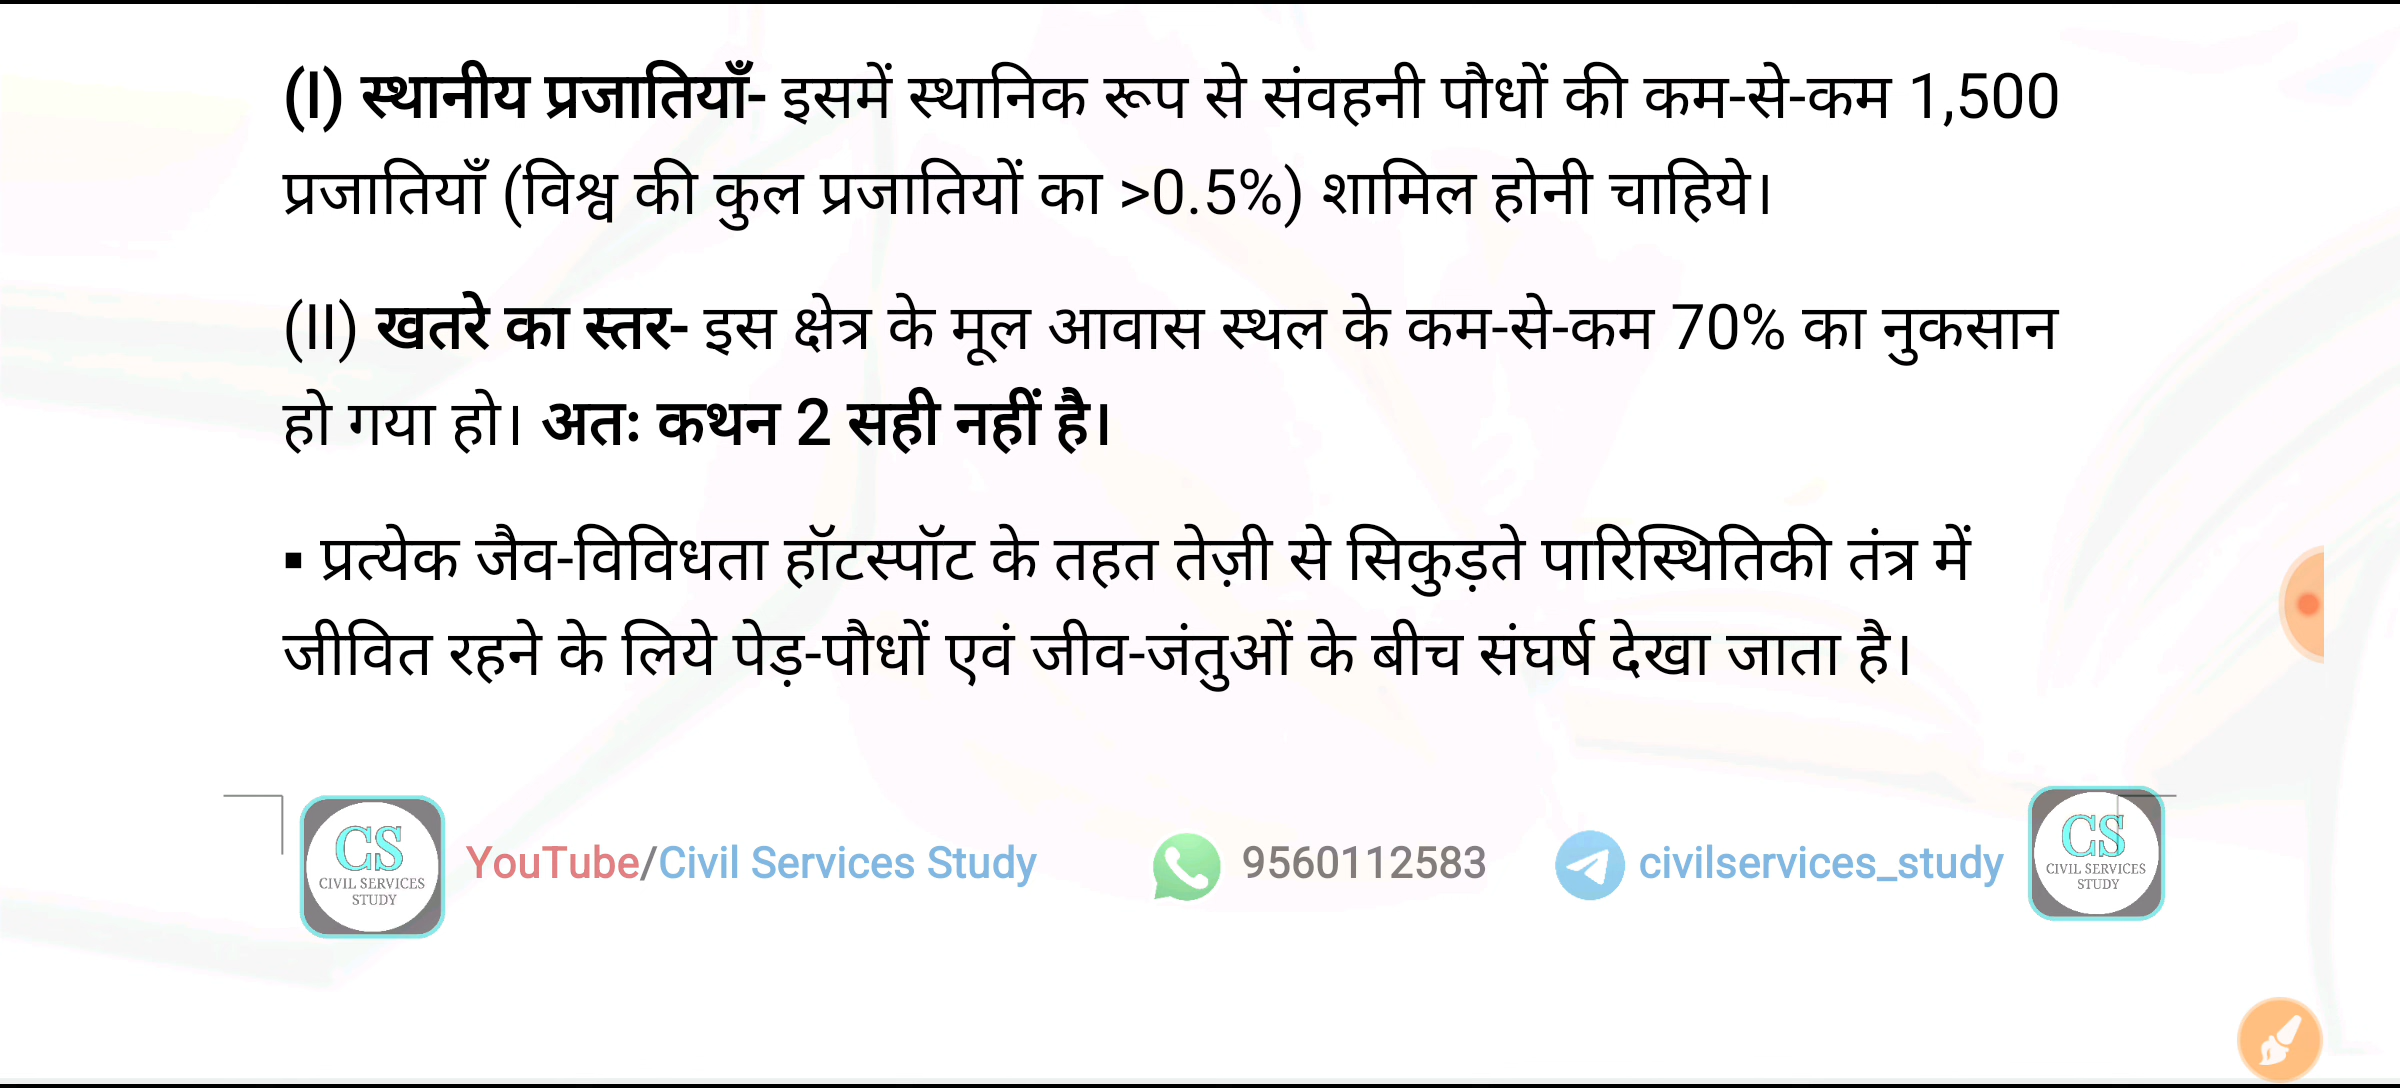 (I) स्थानीय प्रजातियाँ- इसमें स्थानिक रूप से संवहनी पौधों की कम-से-कम 1,500
प्रजातियाँ (विश्व की कुल प्रजातियों का >0.5%) शामिल होनी चाहिये।
(II) खतरे का स्तर- इस क्षेत्र के मूल आवास स्थल के कम-से-कम 70% का नुकसान
हो गया हो। अतः कथन 2 सही नहीं है।
▪ प्रत्येक जैव-विविधता हॉटस्पॉट के तहत तेज़ी से सिकुड़ते पारिस्थितिकी तंत्र में
जीवित रहने के लिये पेड़-पौधों एवं जीव-जंतुओं के बीच संघर्ष देखा जाता है।
CS
CIVIL SERVICES
STUDY
YouTube/Civil Services Study
9560112583
civilservices_study
CS
CIVIL SERVICES
STUDY